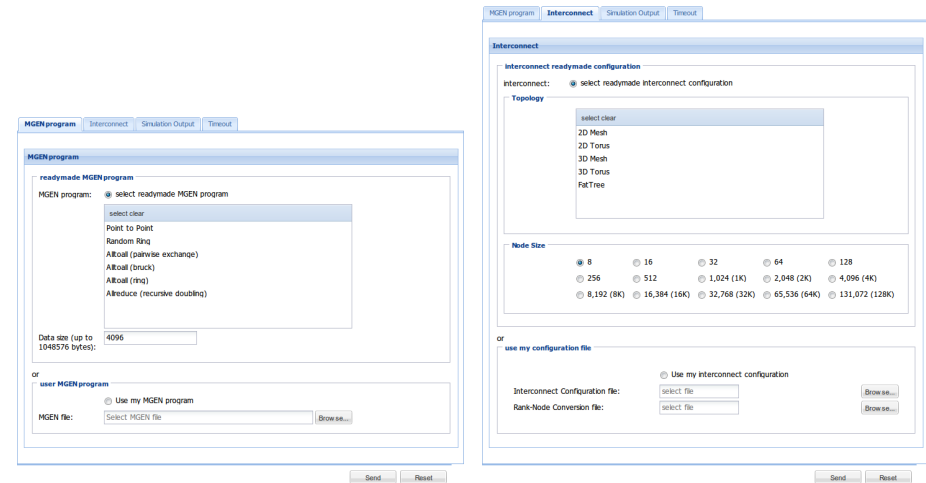 MGEN program Interconnect Simulation Output Timeout
MGEN program
readymade MGEN program
MGEN program: select readymade MGEN program
select clear
Point to Point
Random Ring
Alltoall (pairwise exchange)
Alltoall (bruck)
Alltoall (ring)
Allreduce (recursive doubling)
Data size (up to
1048576 bytes): 4096
or
user MGEN program
Use my MGEN program
MGEN file: Select MGEN file Browse...
Send Reset
MGEN program Interconnect Simulation Output Timeout
Interconnect
interconnect readymade configuration
interconnect: select readymade interconnect configuration
Topology
select clear
2D Mesh
2D Torus
3D Mesh
3D Torus
FatTree
Node Size
8 16 32 64 128
256 512 1,024 (1K) 2,048 (2K) 4,096 (4K)
8,192 (8K) 16,384 (16K) 32,768 (32K) 65,536 (64K) 131,072 (128K)
or
use my configuration file
Use my interconnect configuration
Interconnect Configuration file: select file Browse...
Rank-Node Conversion file: select file Browse...
Send Reset